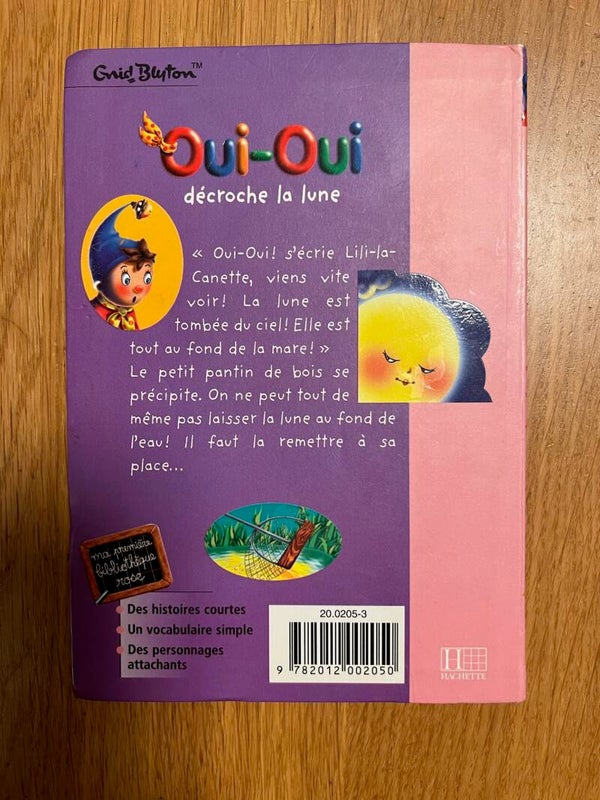 Enid Blyton™
Oui-Oui
décroche la lune
« Oui-Oui! s'écrie Lili-la-
Canette, viens vite
voir! La lune est
tombée du ciel! Elle est
tout au fond de la mare! »
Le petit pantin de bois se
précipite. On ne peut tout de
même pas laisser la lune au fond de
l'eau! Il faut la remettre à sa
place...
ma première
bibliothèque
rose
• Des histoires courtes
• Un vocabulaire simple
• Des personnages
attachants
20.0205-3
9 782012 002050
H
HACHETTE